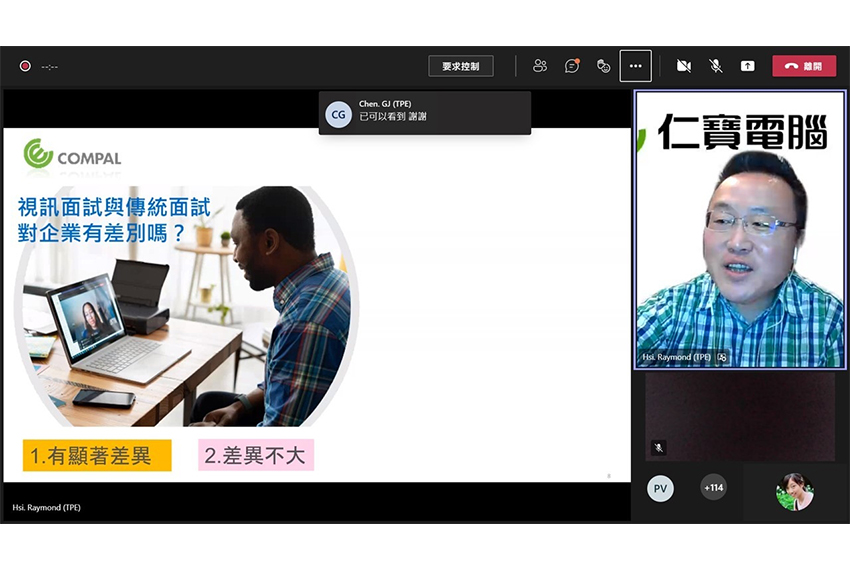 --:--
要求控制
離開
CG
Chen. GJ (TPE)
已可以看到 謝謝
COMPAL
視訊面試與傳統面試
對企業有差別嗎？
1.有顯著差異
2.差異不大
Hsi. Raymond (TPE)
仁寶電腦
Hsi. Raymond (TPE)
PV
+114